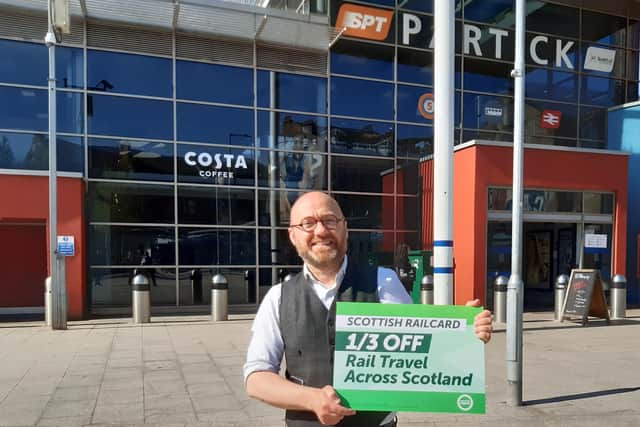 SPT
PARTICK
COSTA
COFFEE
SCOTTISH RAILCARD
1/3 OFF
Rail Travel
Across Scotland